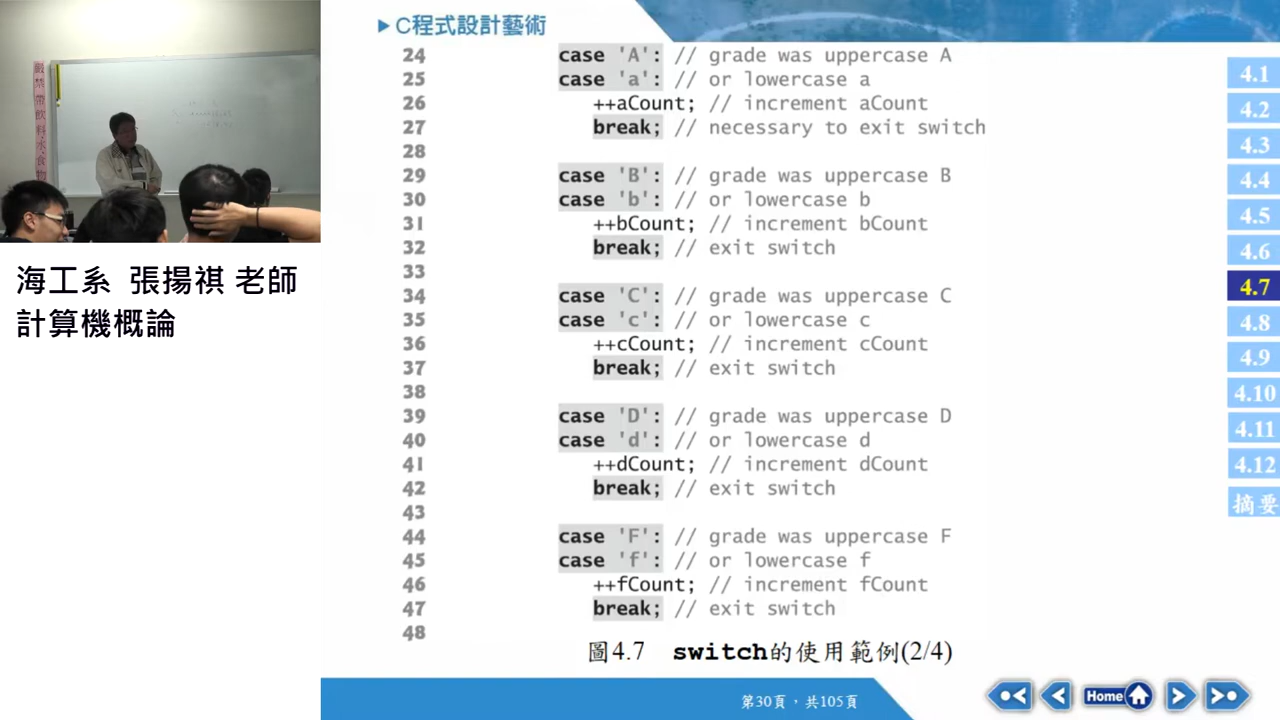 嚴禁帶飲料水食物
海工系 張揚祺 老師
計算機概論
C程式設計藝術
24 case 'A': // grade was uppercase A
25 case 'a': // or lowercase a
26 ++aCount; // increment aCount
27 break; // necessary to exit switch
28
29 case 'B': // grade was uppercase B
30 case 'b': // or lowercase b
31 ++bCount; // increment bCount
32 break; // exit switch
33
34 case 'C': // grade was uppercase C
35 case 'c': // or lowercase c
36 ++cCount; // increment cCount
37 break; // exit switch
38
39 case 'D': // grade was uppercase D
40 case 'd': // or lowercase d
41 ++dCount; // increment dCount
42 break; // exit switch
43
44 case 'F': // grade was uppercase F
45 case 'f': // or lowercase f
46 ++fCount; // increment fCount
47 break; // exit switch
48
圖4.7 switch的使用範例(2/4)
4.1
4.2
4.3
4.4
4.5
4.6
4.7
4.8
4.9
4.10
4.11
4.12
摘要
第30頁，共105頁
Home